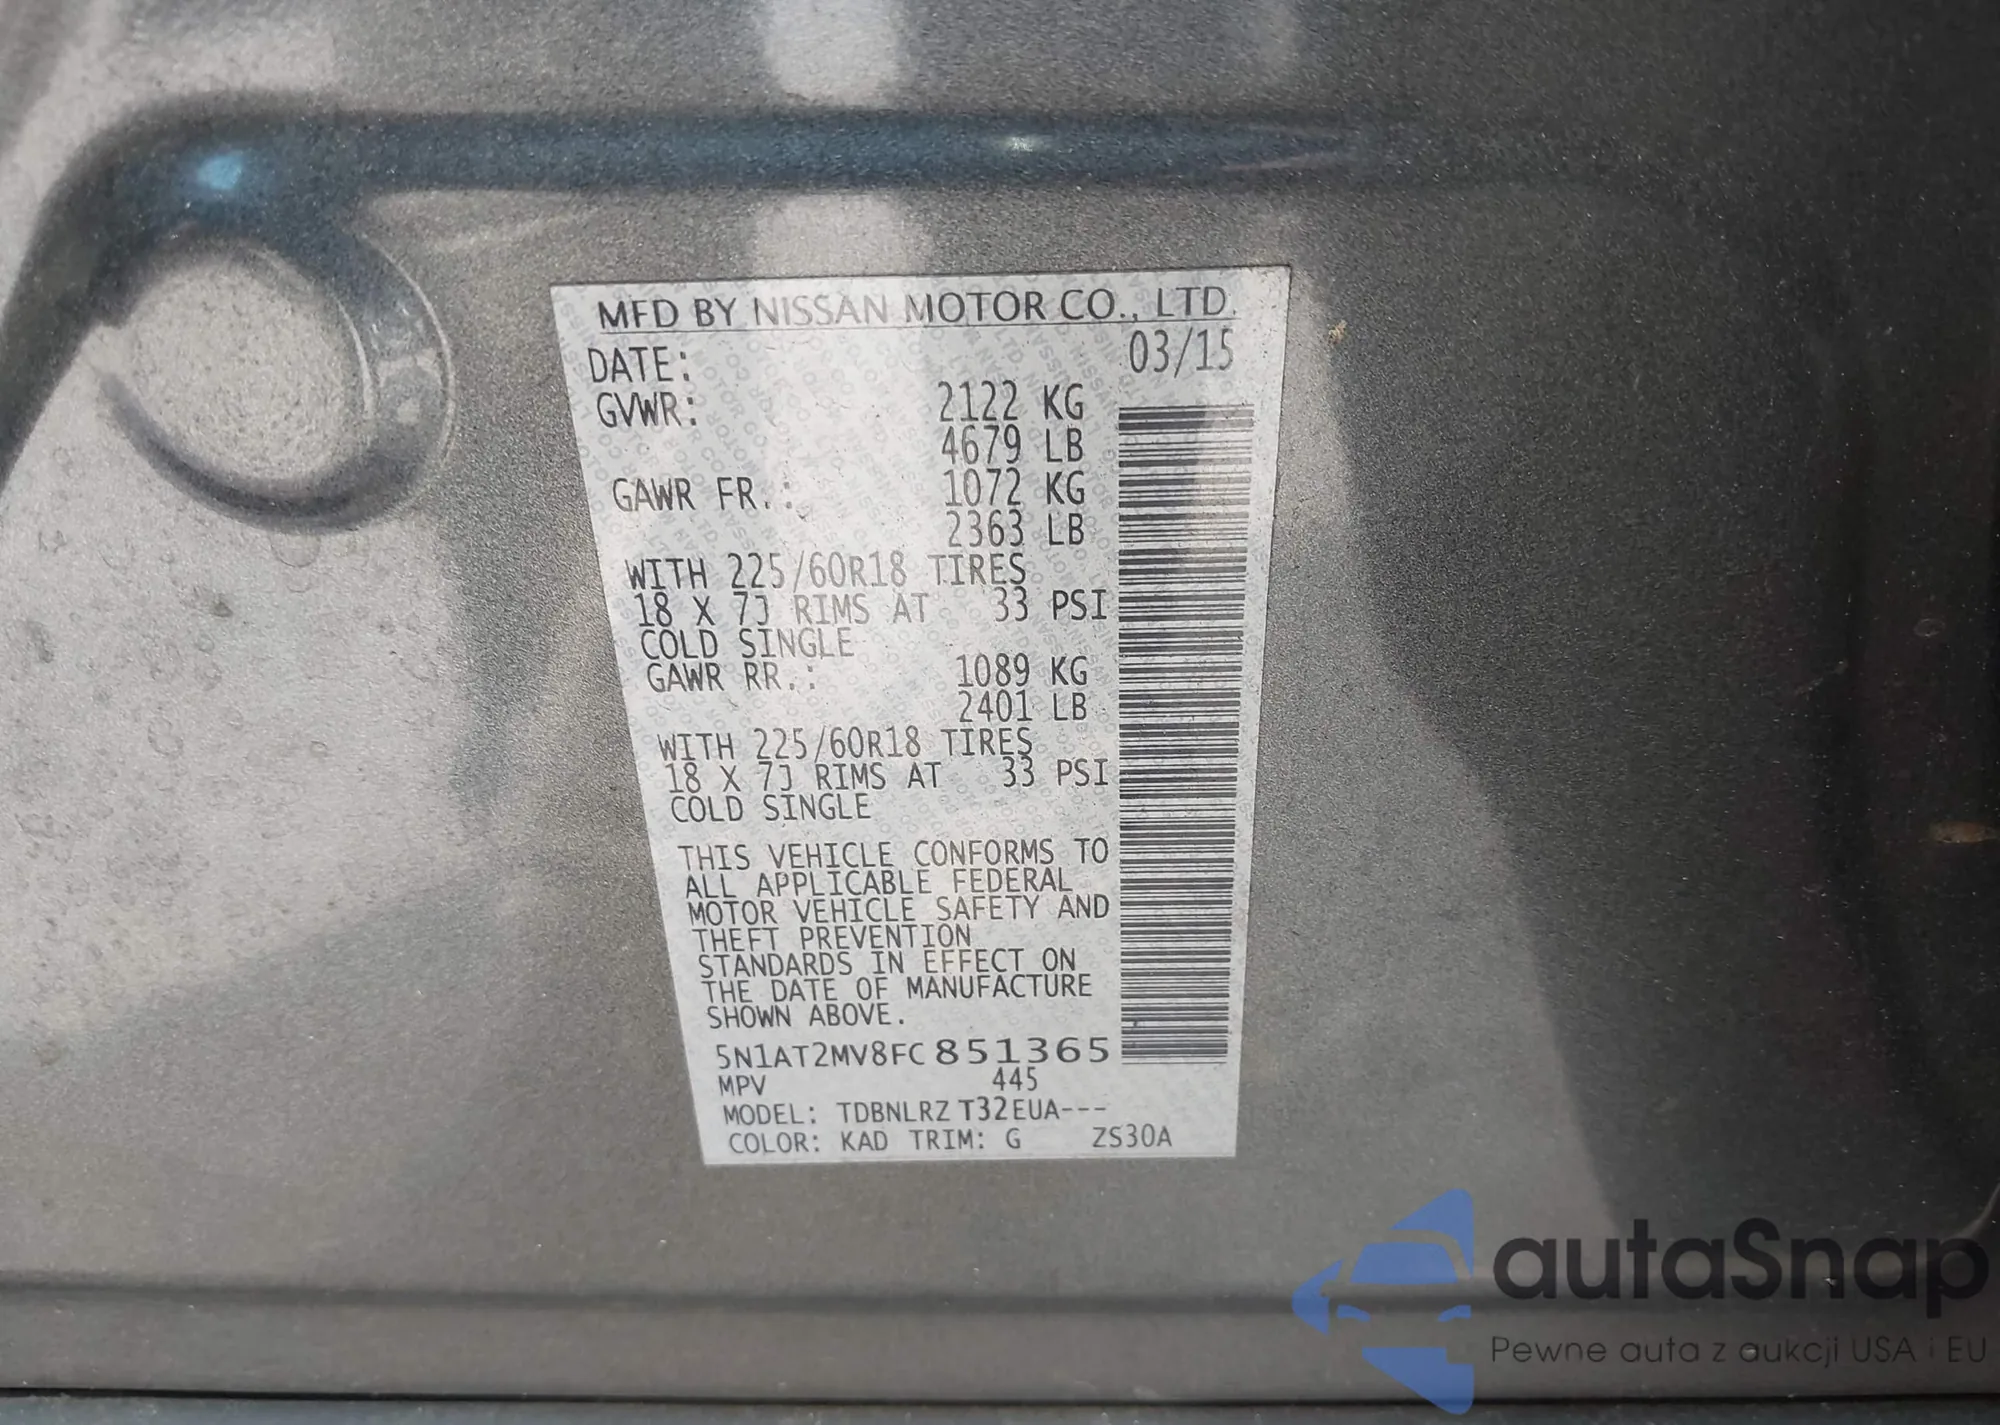 MFD BY NISSAN MOTOR CO., LTD.
DATE: 03/15
GVWR: 2122 KG
4679 LB
GAWR FR.: 1072 KG
2363 LB
WITH 225/60R18 TIRES
18 X 7J RIMS AT 33 PSI
COLD SINGLE
GAWR RR.: 1089 KG
2401 LB
WITH 225/60R18 TIRES
18 X 7J RIMS AT 33 PSI
COLD SINGLE
THIS VEHICLE CONFORMS TO
ALL APPLICABLE FEDERAL
MOTOR VEHICLE SAFETY AND
THEFT PREVENTION
STANDARDS IN EFFECT ON
THE DATE OF MANUFACTURE
SHOWN ABOVE.
5N1AT2MV8FC851365
MPV 445
MODEL: TDBNLRZ T32EUA---
COLOR: KAD TRIM: G ZS30A
autaSnap
Pewne auta z aukcji USA i EU